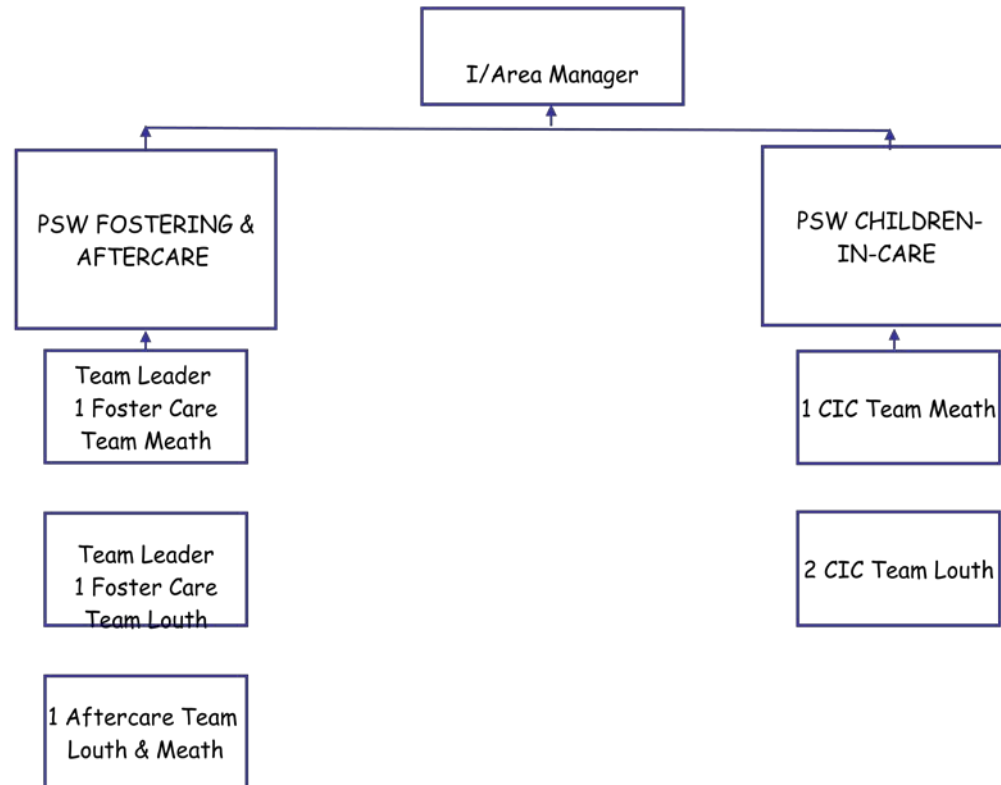 I/Area Manager
PSW FOSTERING &
AFTERCARE
PSW CHILDREN-
IN-CARE
Team Leader
1 Foster Care
Team Meath
1 CIC Team Meath
Team Leader
1 Foster Care
Team Louth
2 CIC Team Louth
1 Aftercare Team
Louth & Meath